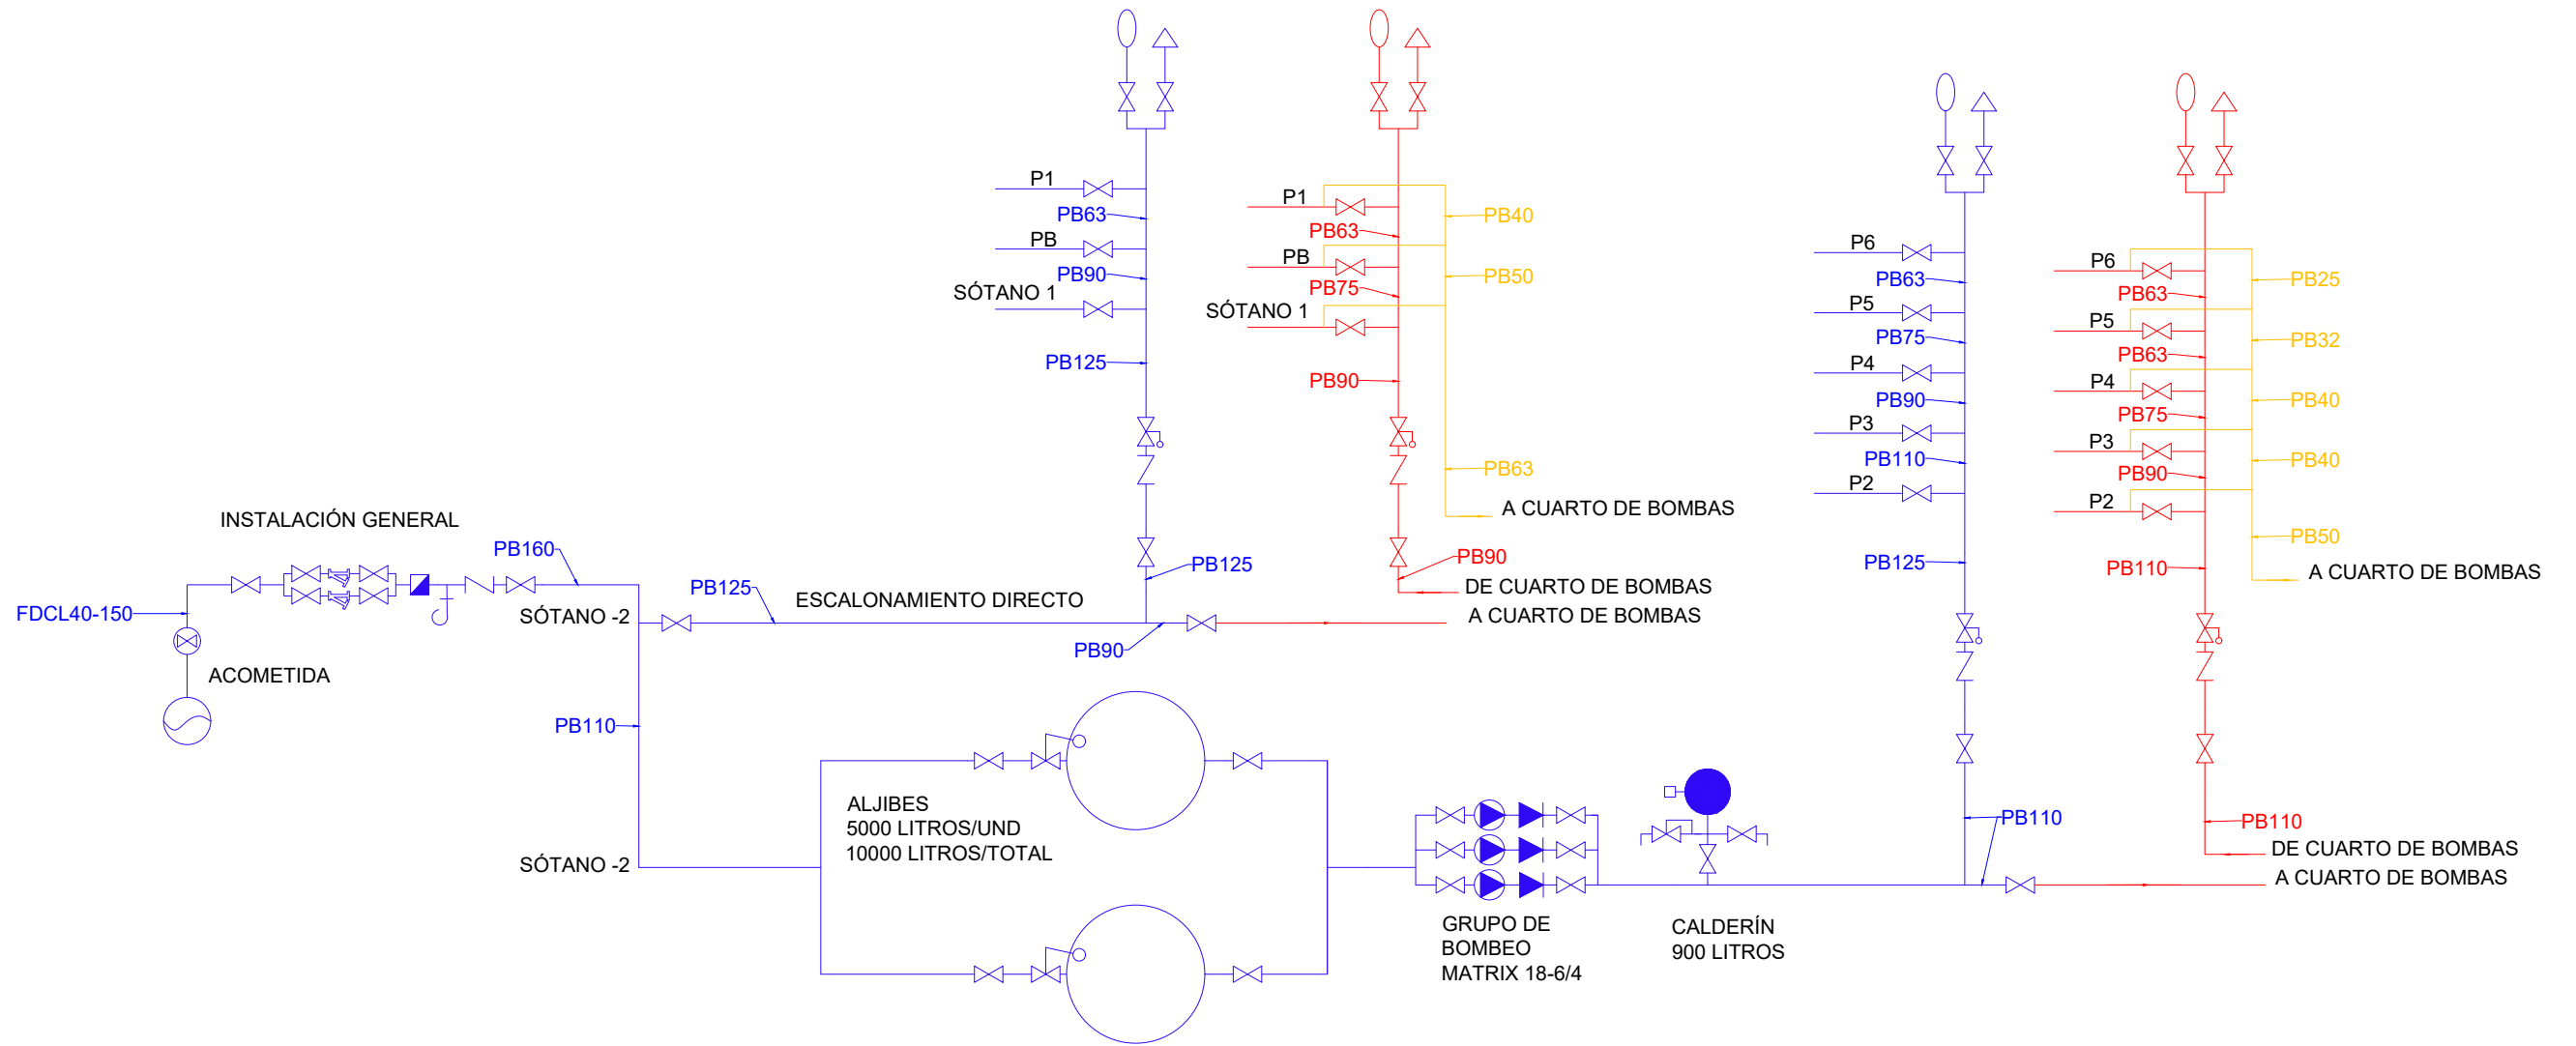 P1
PB63
PB
PB90
SÓTANO 1
PB125
P1
PB63
PB
PB75
SÓTANO 1
PB90
PB40
PB50
PB63
A CUARTO DE BOMBAS
PB90
DE CUARTO DE BOMBAS
A CUARTO DE BOMBAS
INSTALACIÓN GENERAL
PB160
FDCL40-150
ACOMETIDA
SÓTANO -2
PB125
ESCALONAMIENTO DIRECTO
PB125
PB90
PB110
SÓTANO -2
ALJIBES
5000 LITROS/UND
10000 LITROS/TOTAL
GRUPO DE
BOMBEO
MATRIX 18-6/4
CALDERÍN
900 LITROS
P6
PB63
P5
PB75
P4
PB90
P3
PB110
P2
PB125
PB110
P6
PB63
P5
PB63
P4
PB75
P3
PB90
P2
PB110
PB25
PB32
PB40
PB40
PB50
A CUARTO DE BOMBAS
PB110
DE CUARTO DE BOMBAS
A CUARTO DE BOMBAS